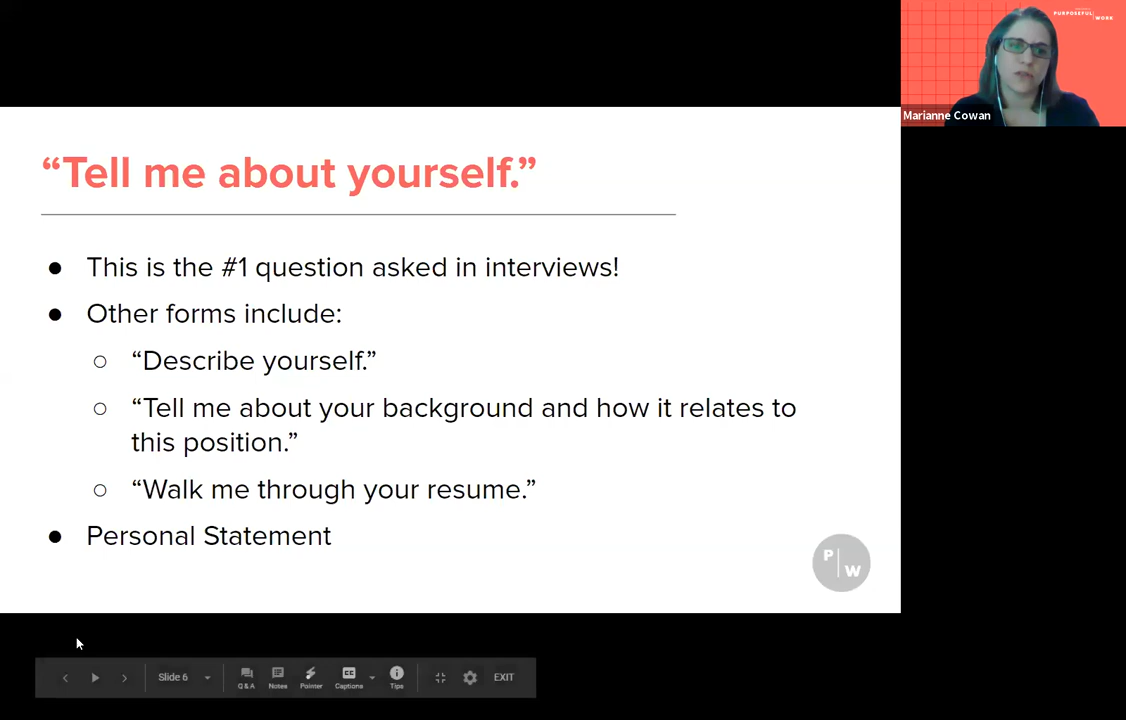 PURPOSEFUL WORK
Marianne Cowan
“Tell me about yourself.”
● This is the #1 question asked in interviews!
● Other forms include:
○ “Describe yourself.”
○ “Tell me about your background and how it relates to
this position.”
○ “Walk me through your resume.”
● Personal Statement
P | W
Slide 6
Q & A
Notes
Pointer
CC
Captions
Tips
EXIT